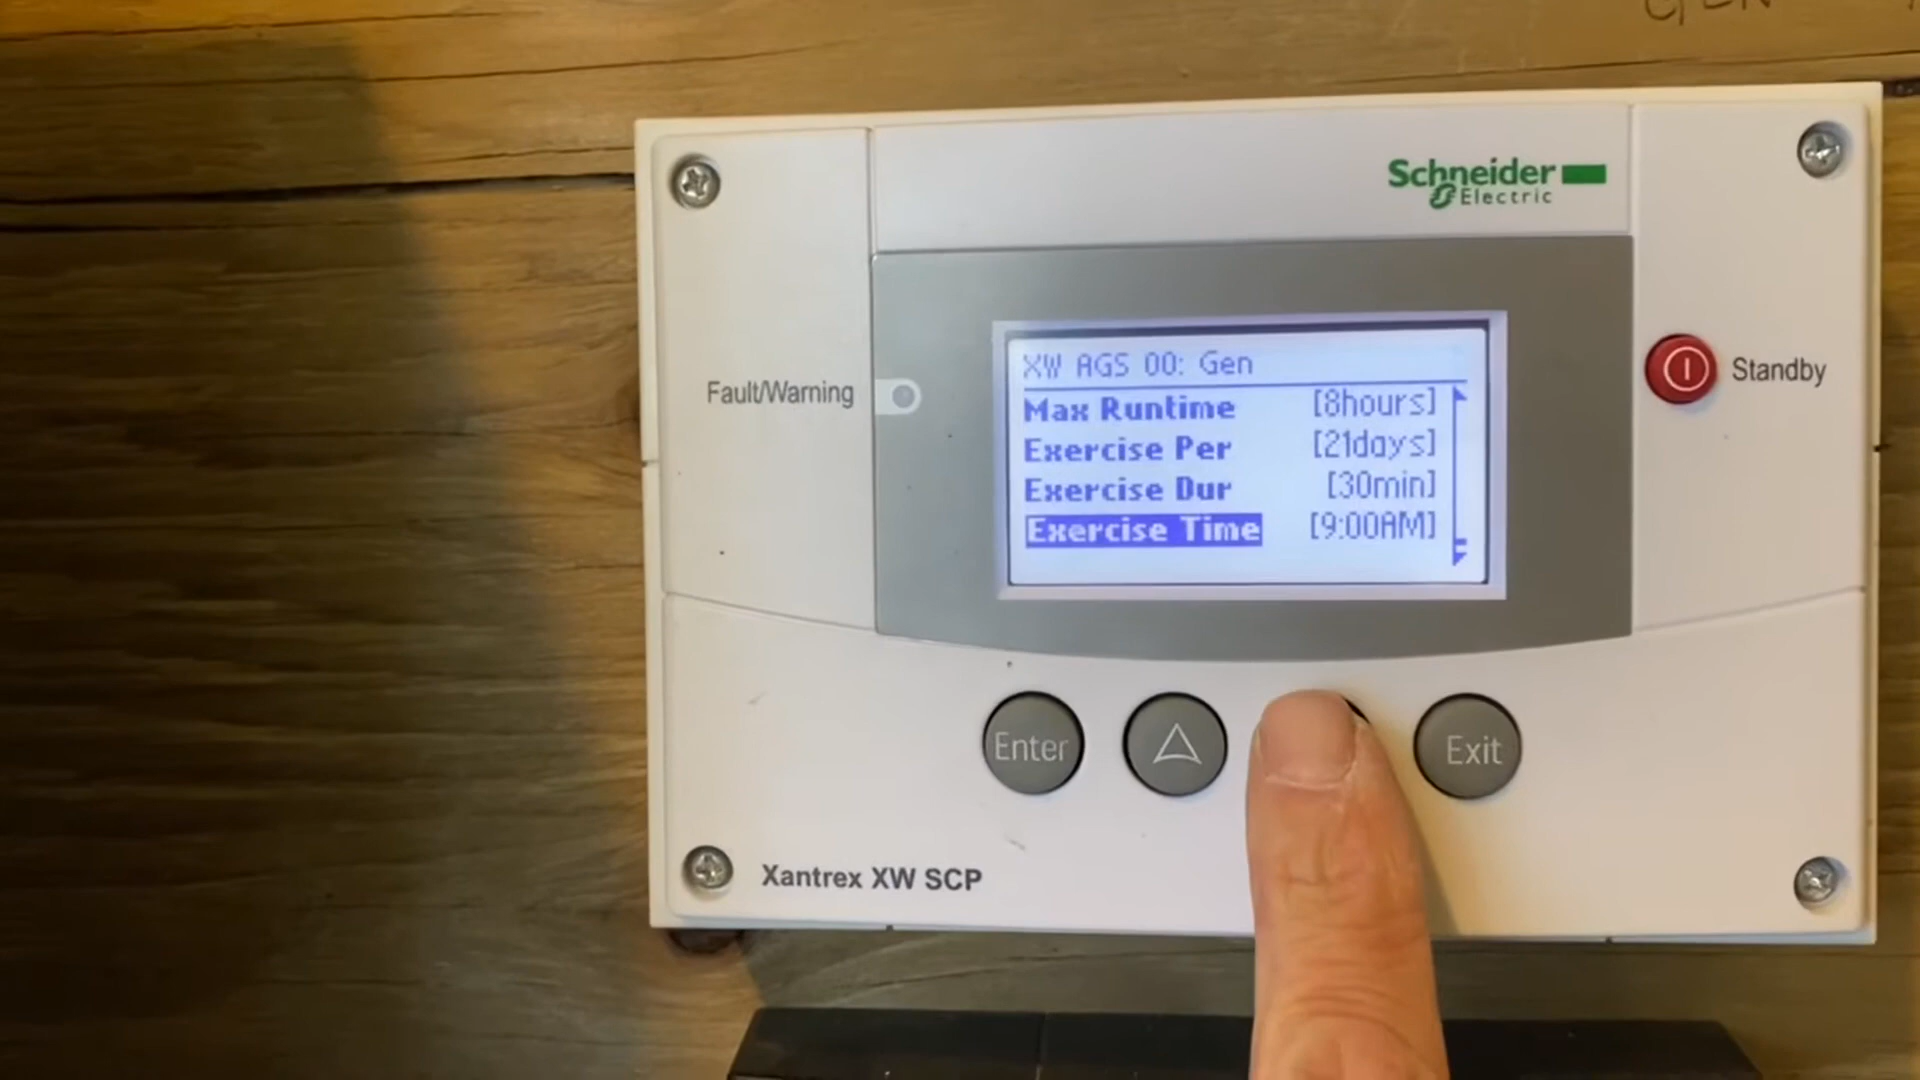 GEN
Schneider
Electric
Fault/Warning
XW AGS 00: Gen
Max Runtime [8hours]
Exercise Per [21days]
Exercise Dur [30min]
Exercise Time [9:00AM]
Standby
Enter
Exit
Xantrex XW SCP